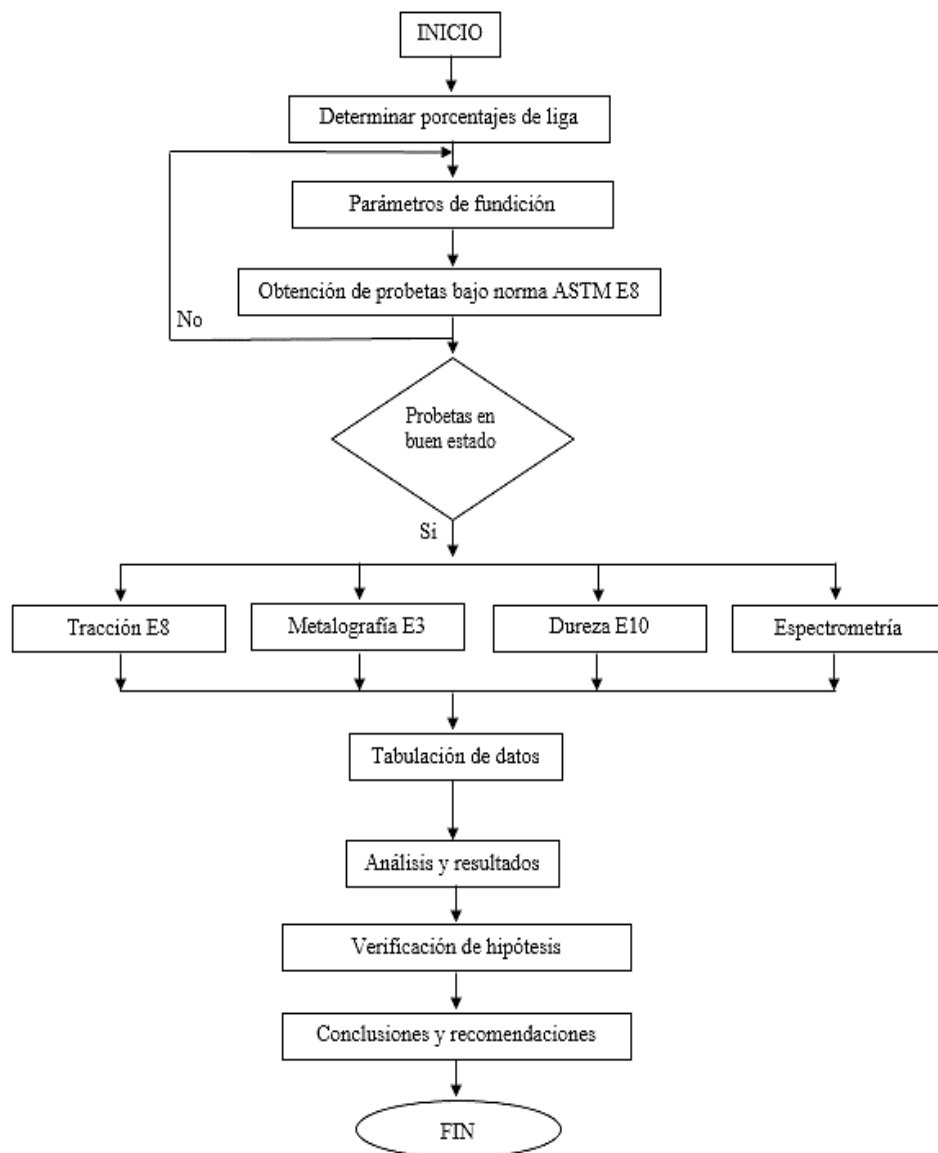 INICIO
Determinar porcentajes de liga
Parámetros de fundición
Obtención de probetas bajo norma ASTM E8
No
Probetas en
buen estado
Si
Tracción E8
Metalografía E3
Dureza E10
Espectrometría
Tabulación de datos
Análisis y resultados
Verificación de hipótesis
Conclusiones y recomendaciones
FIN